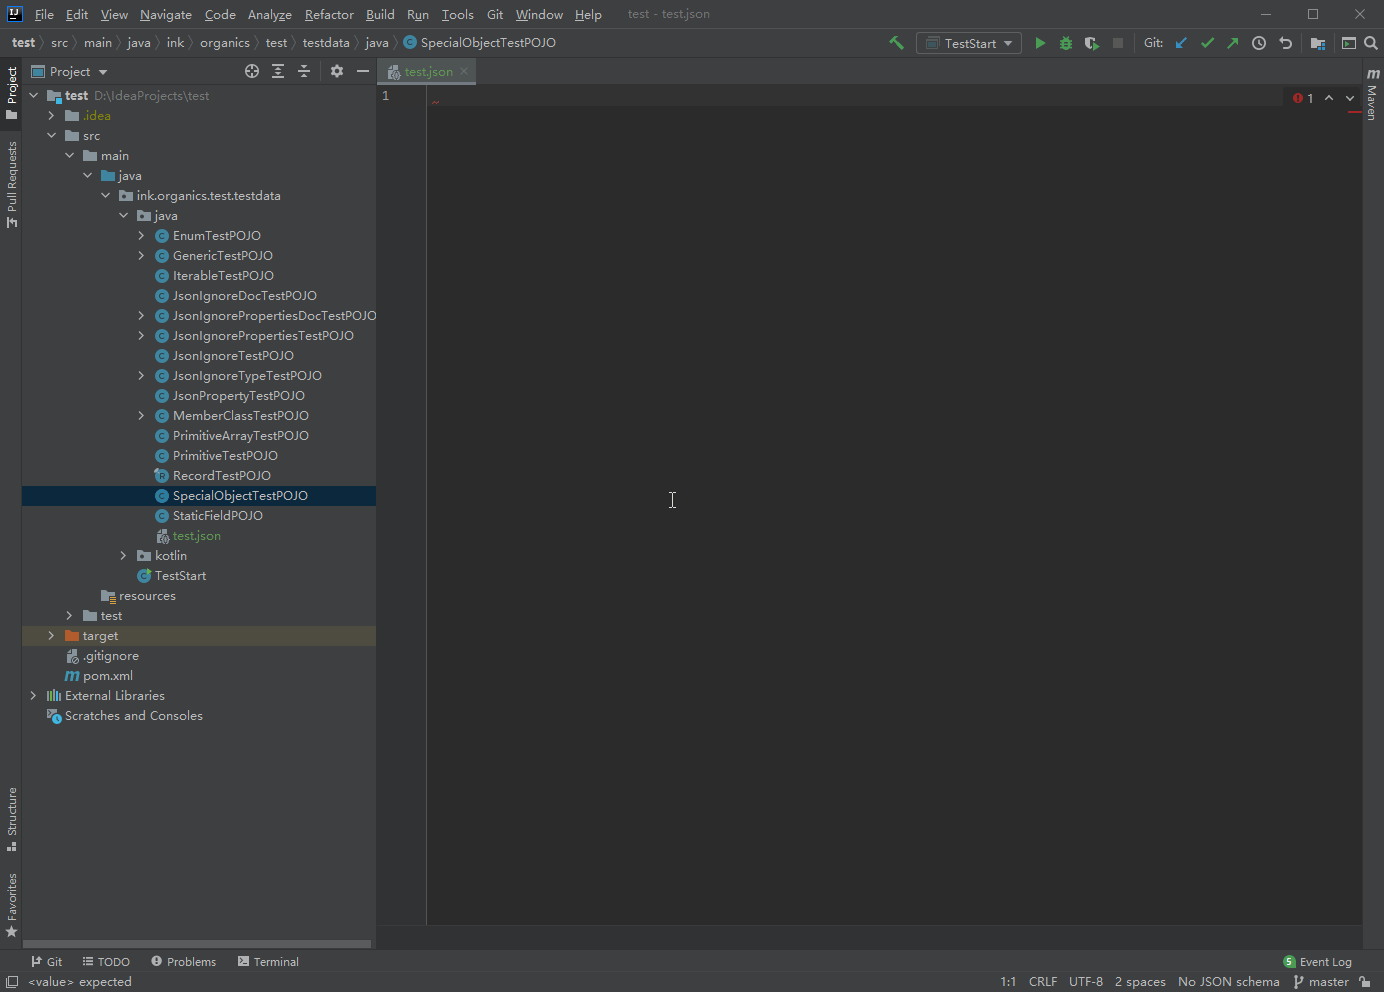 File Edit View Navigate Code Analyze Refactor Build Run Tools Git Window Help test - test.json
test src main java ink organics test testdata java C SpecialObjectTestPOJO TestStart Git:
Project
test.json
1
1
test D:\IdeaProjects\test
.idea
src
main
java
ink.organics.test.testdata
java
EnumTestPOJO
GenericTestPOJO
IterableTestPOJO
JsonIgnoreDocTestPOJO
JsonIgnorePropertiesDocTestPOJO
JsonIgnorePropertiesTestPOJO
JsonIgnoreTestPOJO
JsonIgnoreTypeTestPOJO
JsonPropertyTestPOJO
MemberClassTestPOJO
PrimitiveArrayTestPOJO
PrimitiveTestPOJO
RecordTestPOJO
SpecialObjectTestPOJO
StaticFieldPOJO
test.json
kotlin
TestStart
resources
test
target
.gitignore
pom.xml
External Libraries
Scratches and Consoles
Project
Pull Requests
Structure
Favorites
Maven
Git TODO Problems Terminal 5 Event Log
<value> expected 1:1 CRLF UTF-8 2 spaces No JSON schema master